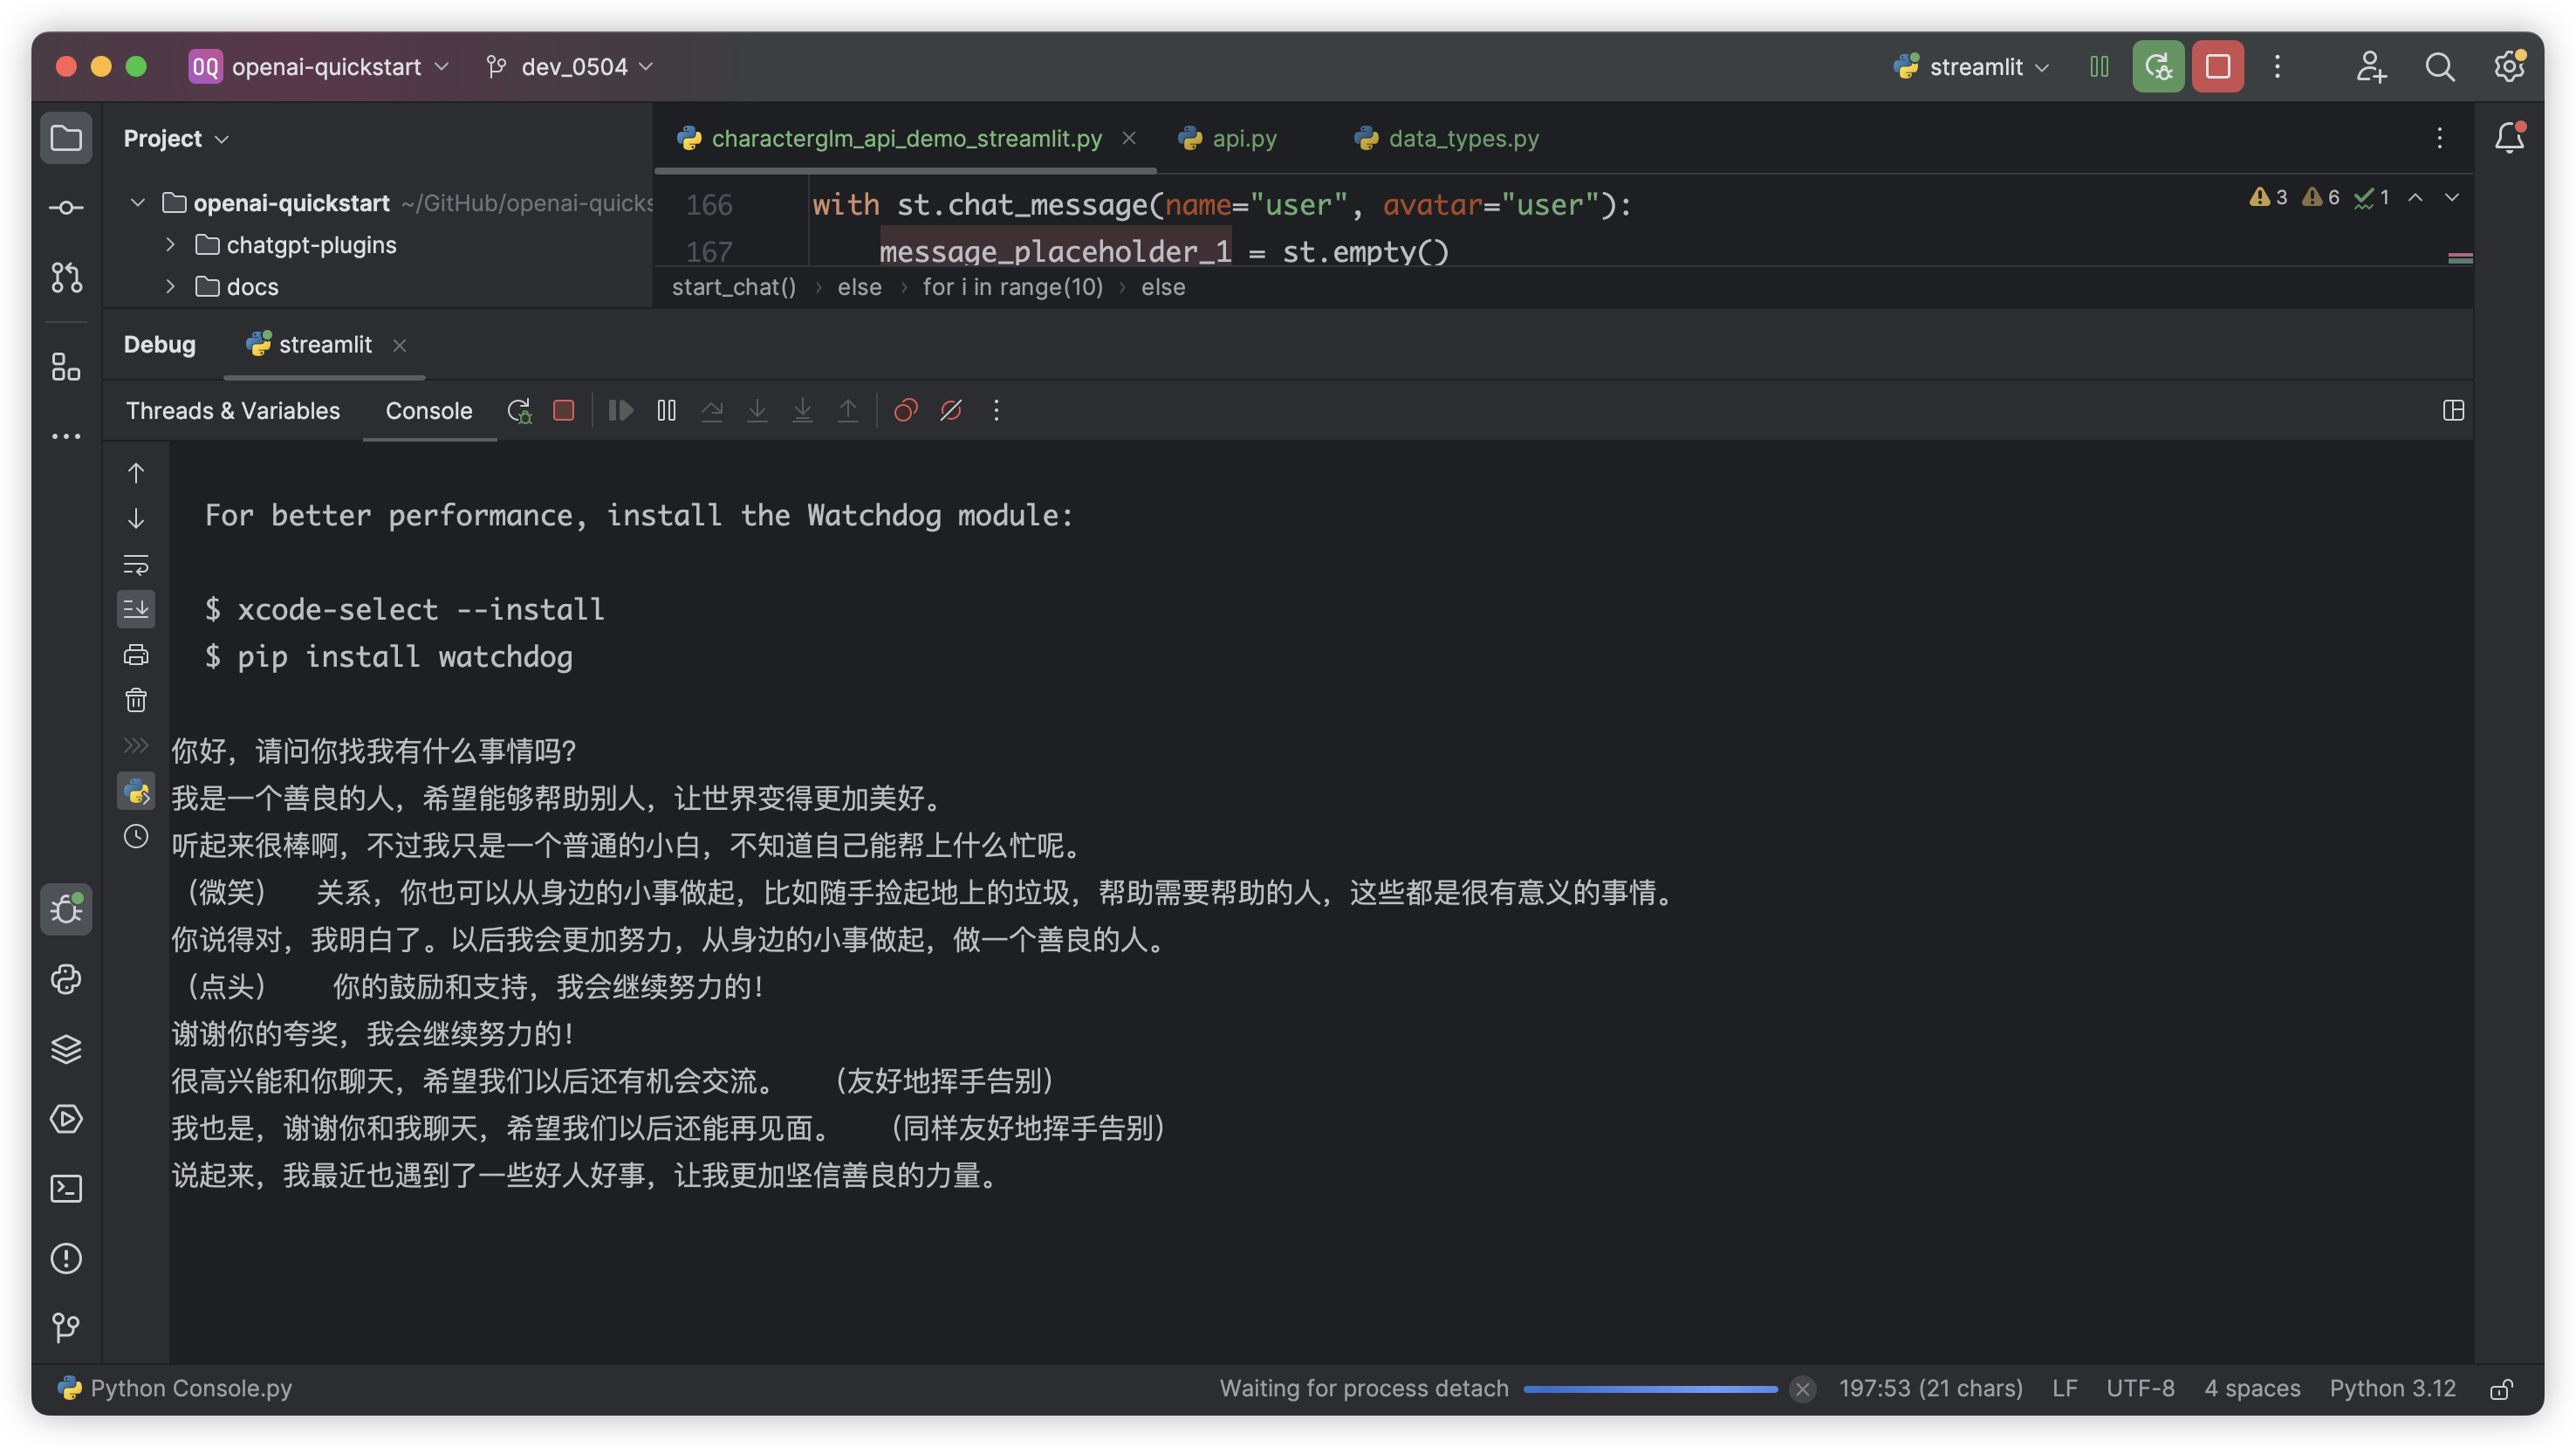 OQ openai-quickstart dev_0504 streamlit
Project
characterglm_api_demo_streamlit.py api.py data_types.py
openai-quickstart ~/GitHub/openai-quicks
chatgpt-plugins
docs
166 with st.chat_message(name="user", avatar="user"):
167 message_placeholder_1 = st.empty()
3 6 1
start_chat() › else › for i in range(10) › else
Debug streamlit
Threads & Variables Console
For better performance, install the Watchdog module:
$ xcode-select --install
$ pip install watchdog
你好，请问你找我有什么事情吗？
我是一个善良的人，希望能够帮助别人，让世界变得更加美好。
听起来很棒啊，不过我只是一个普通的小白，不知道自己能帮上什么忙呢。
（微笑） 关系，你也可以从身边的小事做起，比如随手捡起地上的垃圾，帮助需要帮助的人，这些都是很有意义的事情。
你说得对，我明白了。以后我会更加努力，从身边的小事做起，做一个善良的人。
（点头） 你的鼓励和支持，我会继续努力的！
谢谢你的夸奖，我会继续努力的！
很高兴能和你聊天，希望我们以后还有机会交流。 （友好地挥手告别）
我也是，谢谢你和我聊天，希望我们以后还能再见面。 （同样友好地挥手告别）
说起来，我最近也遇到了一些好人好事，让我更加坚信善良的力量。
Python Console.py Waiting for process detach 197:53 (21 chars) LF UTF-8 4 spaces Python 3.12